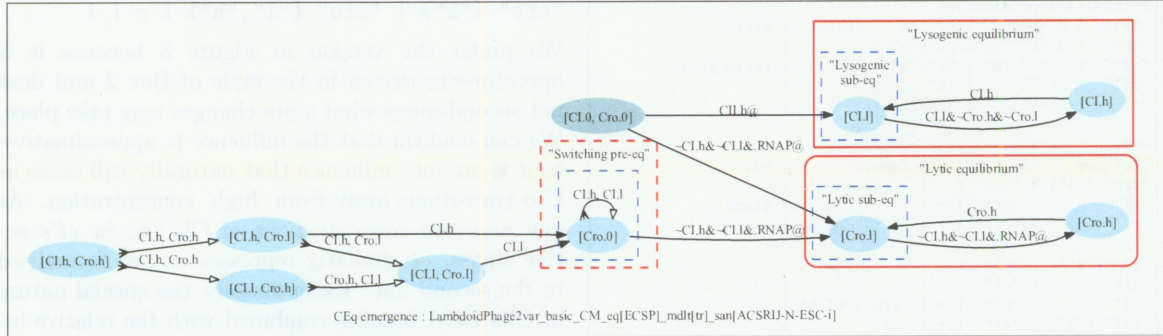 "Lysogenic equilibrium"
"Lysogenic
sub-eq"
[CI.l]
CI.h
CI.l&~Cro.h&~Cro.l
[CI.h]
[CI.0, Cro.0]
CII.h@
"Switching pre-eq"
~CI.h&~CI.l&.RNAP@
"Lytic equilibrium"
"Lytic sub-eq"
CI.h, CI.l
[Cro.0]
~CI.h&~CI.l&.RNAP@
[Cro.l]
Cro.h
~CI.h&~CI.l&.RNAP@
[Cro.h]
[CI.h, Cro.h]
CI.h, Cro.h
CI.h, Cro.h
[CI.h, Cro.l]
[CI.l, Cro.h]
CI.h, Cro.l
Cro.h, CI.l
[CI.l, Cro.l]
CI.h
CI.l
CEq emergence : LambdoidPhage2var_basic_CM_eq[ECSP]_mdlt[tr]_san[ACSRIJ-N-ESC-i]